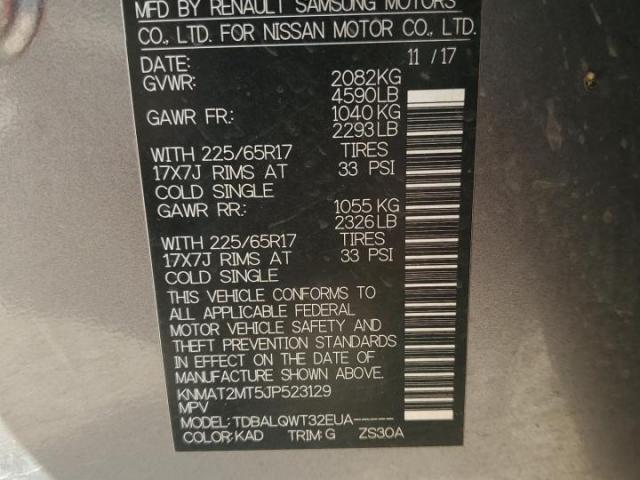 MFD BY RENAULT SAMSUNG MOTORS
CO., LTD. FOR NISSAN MOTOR CO., LTD.
DATE: 11 / 17
GVWR: 2082KG
4590LB
GAWR FR: 1040 KG
2293 LB
WITH 225/65R17 TIRES
17X7J RIMS AT 33 PSI
COLD SINGLE
GAWR RR: 1055 KG
2326 LB
WITH 225/65R17 TIRES
17X7J RIMS AT 33 PSI
COLD SINGLE
THIS VEHICLE CONFORMS TO
ALL APPLICABLE FEDERAL
MOTOR VEHICLE SAFETY AND
THEFT PREVENTION STANDARDS
IN EFFECT ON THE DATE OF
MANUFACTURE SHOWN ABOVE.
KNMAT2MT5JP523129
MPV
MODEL: TDBALQWT32EUA-----
COLOR: KAD TRIM: G ZS30A